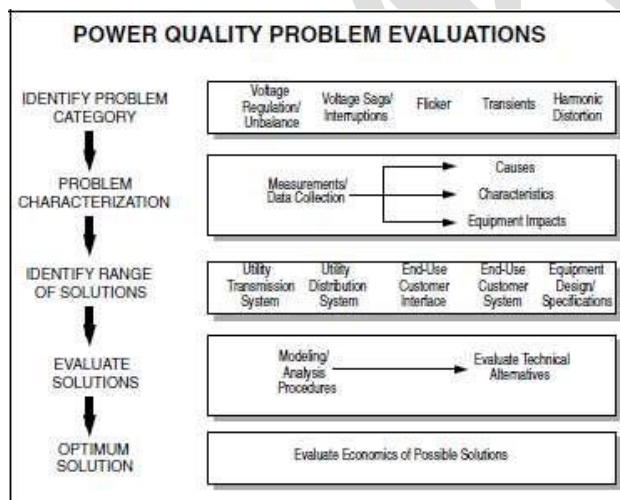 POWER QUALITY PROBLEM EVALUATIONS
IDENTIFY PROBLEM
CATEGORY
Voltage
Regulation/
Unbalance
Voltage Sags/
Interruptions
Flicker
Transients
Harmonic
Distortion
PROBLEM
CHARACTERIZATION
Measurements/
Data Collection
Causes
Characteristics
Equipment Impacts
IDENTIFY RANGE
OF SOLUTIONS
Utility
Transmission
System
Utility
Distribution
System
End-Use
Customer
Interface
End-Use
Customer
System
Equipment
Design/
Specifications
EVALUATE
SOLUTIONS
Modeling/
Analysis
Procedures
Evaluate Technical
Alternatives
OPTIMUM
SOLUTION
Evaluate Economics of Possible Solutions